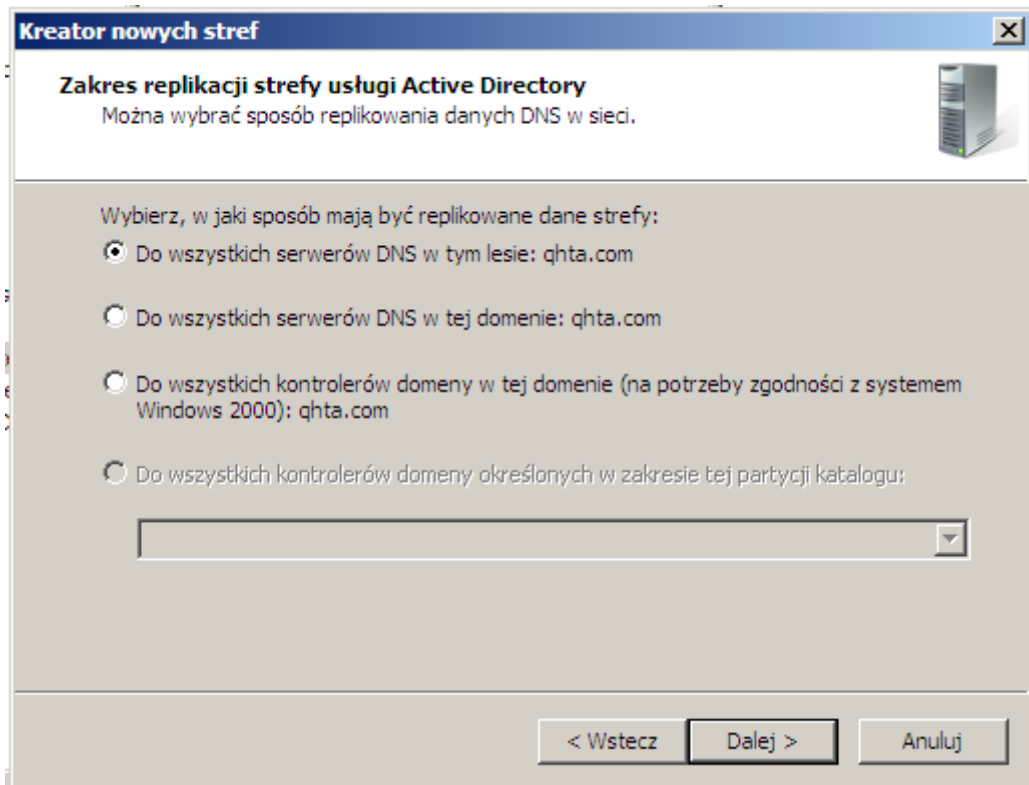 Kreator nowych stref
Zakres replikacji strefy usługi Active Directory
Można wybrać sposób replikowania danych DNS w sieci.
Wybierz, w jaki sposób mają być replikowane dane strefy:
Do wszystkich serwerów DNS w tym lesie: qhta.com
Do wszystkich serwerów DNS w tej domenie: qhta.com
Do wszystkich kontrolerów domeny w tej domenie (na potrzeby zgodności z systemem
Windows 2000): qhta.com
Do wszystkich kontrolerów domeny określonych w zakresie tej partycji katalogu:
< Wstecz
Dalej >
Anuluj